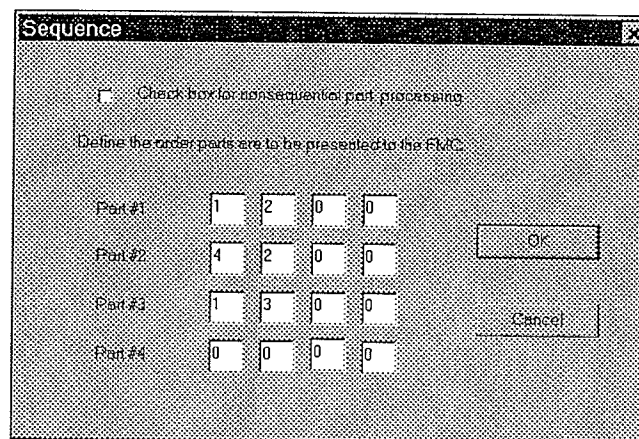 Sequence
Check box for nonsequential part processing
Define the order parts are to be presented to the FMC.
Part #1 1 2 0 0
Part #2 4 2 0 0
OK
Part #3 1 3 0 0
Cancel
Part #4 0 0 0 0